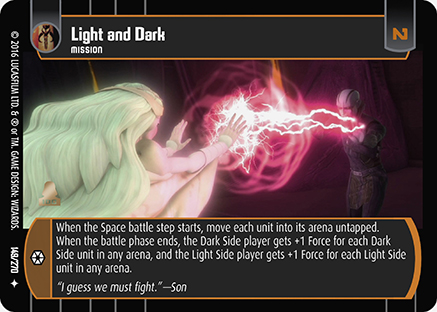 Light and Dark
MISSION
N
When the Space battle step starts, move each unit into its arena untapped.
When the battle phase ends, the Dark Side player gets +1 Force for each Dark
Side unit in any arena, and the Light Side player gets +1 Force for each Light Side
unit in any arena.
"I guess we must fight."—Son
© 2016 LUCASFILM LTD. & ® or TM. GAME DESIGN: WIZARDS.
148/270